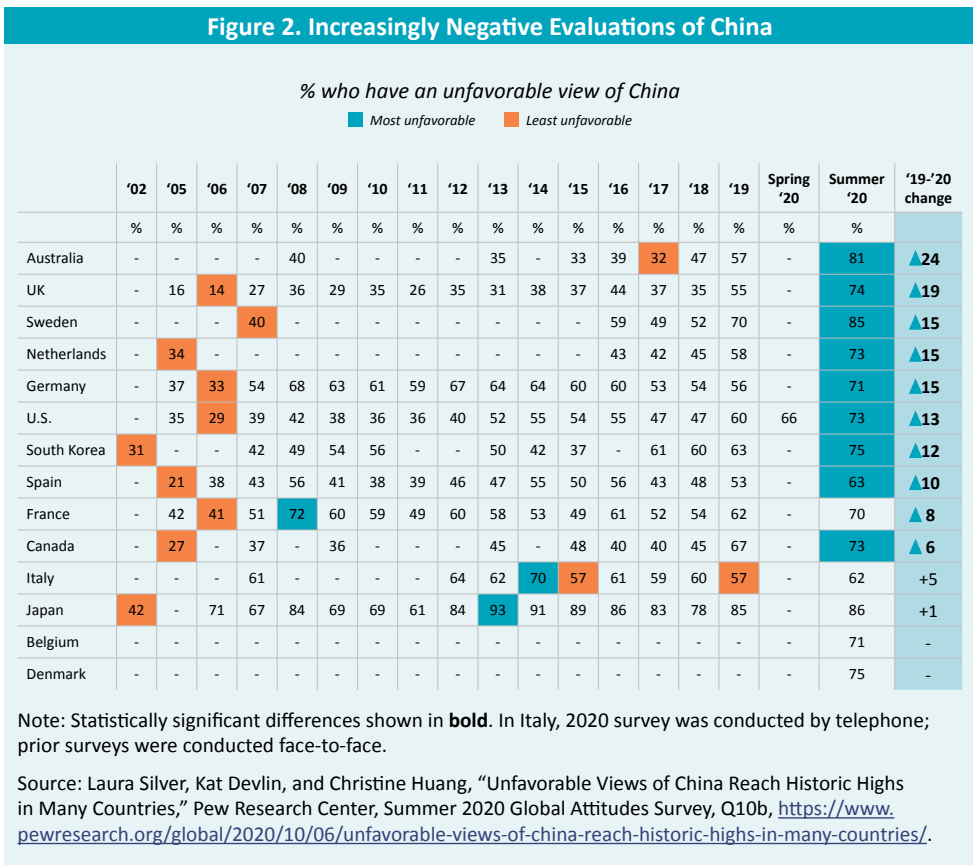 Figure 2. Increasingly Negative Evaluations of China
% who have an unfavorable view of China
Most unfavorable Least unfavorable
‘02 ‘05 ‘06 ‘07 ‘08 ‘09 ‘10 ‘11 ‘12 ‘13 ‘14 ‘15 ‘16 ‘17 ‘18 ‘19 Spring ‘20 Summer ‘20 ‘19-’20 change
% % % % % % % % % % % % % % % % % %
Australia - - - - 40 - - - - 35 - 33 39 32 47 57 - 81 ▲24
UK - 16 14 27 36 29 35 26 35 31 38 37 44 37 35 55 - 74 ▲19
Sweden - - - 40 - - - - - - - - 59 49 52 70 - 85 ▲15
Netherlands - 34 - - - - - - - - - - 43 42 45 58 - 73 ▲15
Germany - 37 33 54 68 63 61 59 67 64 64 60 60 53 54 56 - 71 ▲15
U.S. - 35 29 39 42 38 36 36 40 52 55 54 55 47 47 60 66 73 ▲13
South Korea 31 - - 42 49 54 56 - - 50 42 37 - 61 60 63 - 75 ▲12
Spain - 21 38 43 56 41 38 39 46 47 55 50 56 43 48 53 - 63 ▲10
France - 42 41 51 72 60 59 49 60 58 53 49 61 52 54 62 - 70 ▲ 8
Canada - 27 - 37 - 36 - - - 45 - 48 40 40 45 67 - 73 ▲ 6
Italy - - - 61 - - - - 64 62 70 57 61 59 60 57 - 62 +5
Japan 42 - 71 67 84 69 69 61 84 93 91 89 86 83 78 85 - 86 +1
Belgium - - - - - - - - - - - - - - - - - 71 -
Denmark - - - - - - - - - - - - - - - - - 75 -
Note: Statistically significant differences shown in bold. In Italy, 2020 survey was conducted by telephone;
prior surveys were conducted face-to-face.
Source: Laura Silver, Kat Devlin, and Christine Huang, “Unfavorable Views of China Reach Historic Highs
in Many Countries,” Pew Research Center, Summer 2020 Global Attitudes Survey, Q10b, https://www.
pewresearch.org/global/2020/10/06/unfavorable-views-of-china-reach-historic-highs-in-many-countries/.